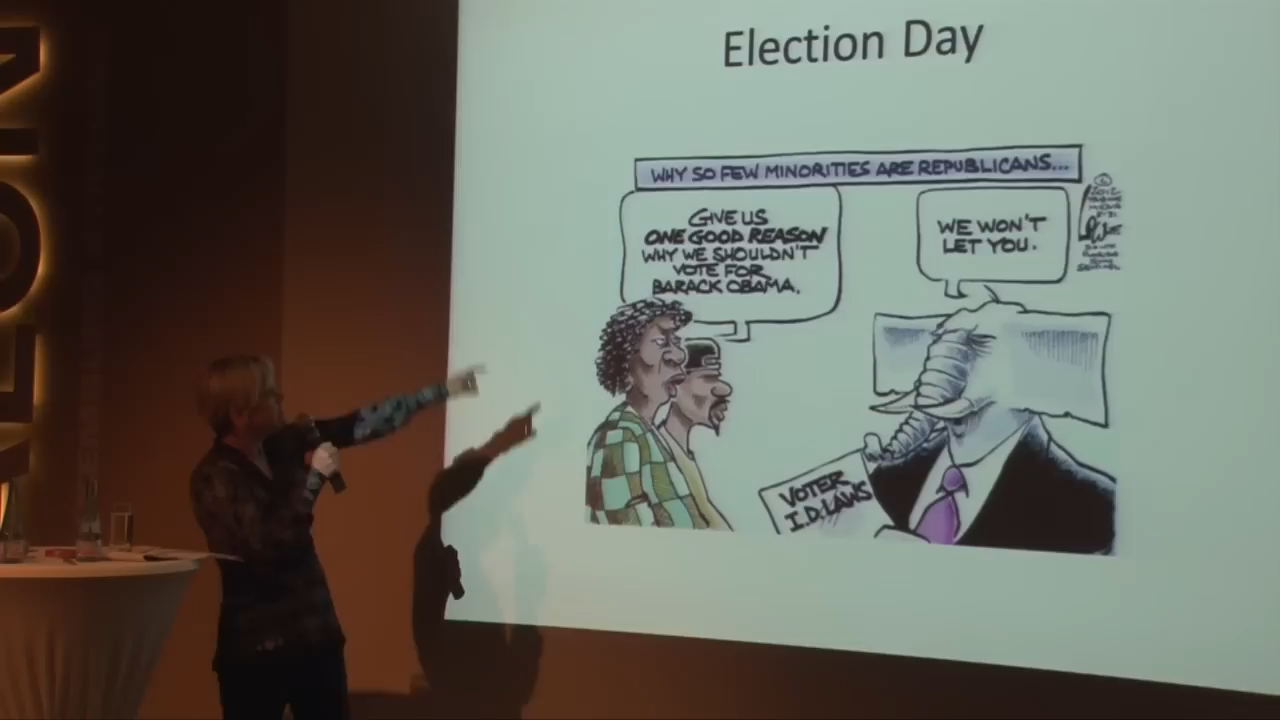 Election Day
WHY SO FEW MINORITIES ARE REPUBLICANS...
GIVE US
ONE GOOD REASON
WHY WE SHOULDN'T
VOTE FOR
BARACK OBAMA.
WE WON'T
LET YOU.
2012
VOTER
I.D. LAWS